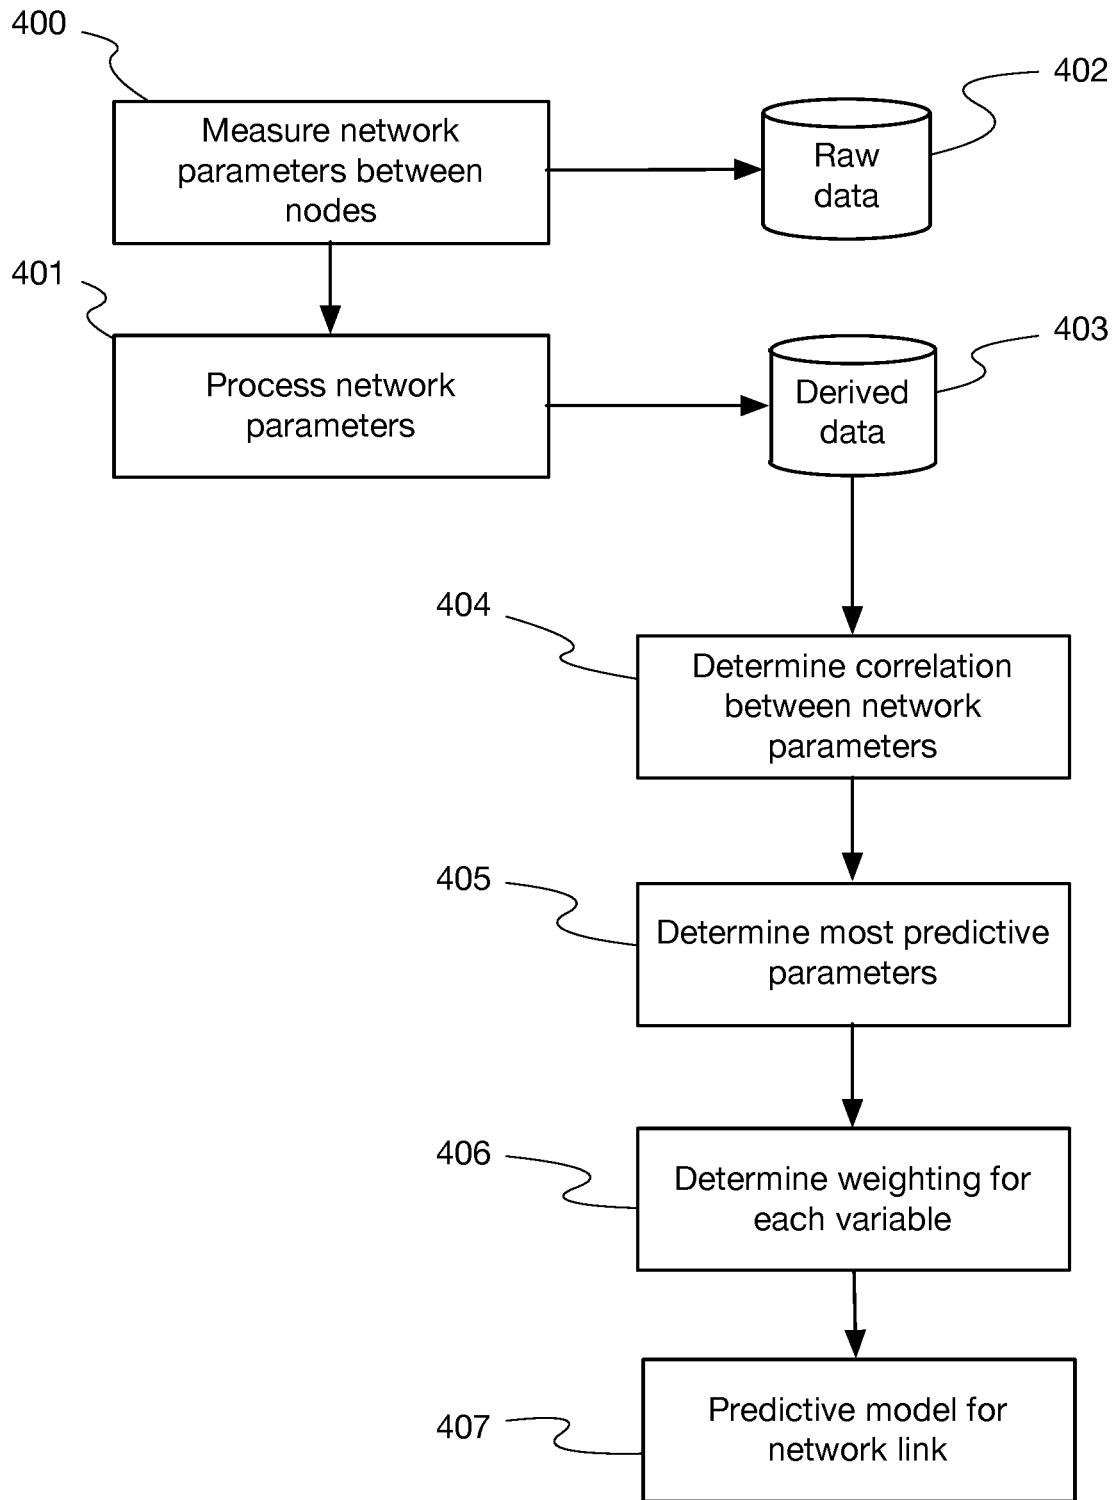 400
402
Measure network
parameters between
nodes
Raw
data
401
403
Process network
parameters
Derived
data
404
Determine correlation
between network
parameters
405
Determine most predictive
parameters
406
Determine weighting for
each variable
407
Predictive model for
network link